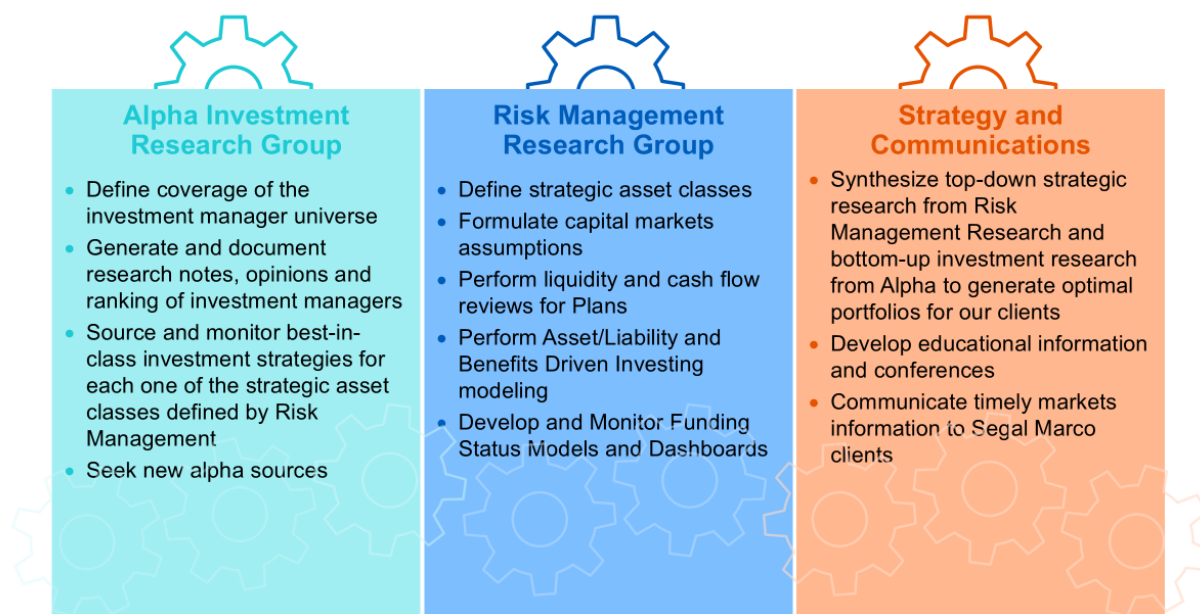 Alpha Investment
Research Group
• Define coverage of the
investment manager universe
• Generate and document
research notes, opinions and
ranking of investment managers
• Source and monitor best-in-
class investment strategies for
each one of the strategic asset
classes defined by Risk
Management
• Seek new alpha sources
Risk Management
Research Group
• Define strategic asset classes
• Formulate capital markets
assumptions
• Perform liquidity and cash flow
reviews for Plans
• Perform Asset/Liability and
Benefits Driven Investing
modeling
• Develop and Monitor Funding
Status Models and Dashboards
Strategy and
Communications
• Synthesize top-down strategic
research from Risk
Management Research and
bottom-up investment research
from Alpha to generate optimal
portfolios for our clients
• Develop educational information
and conferences
• Communicate timely markets
information to Segal Marco
clients